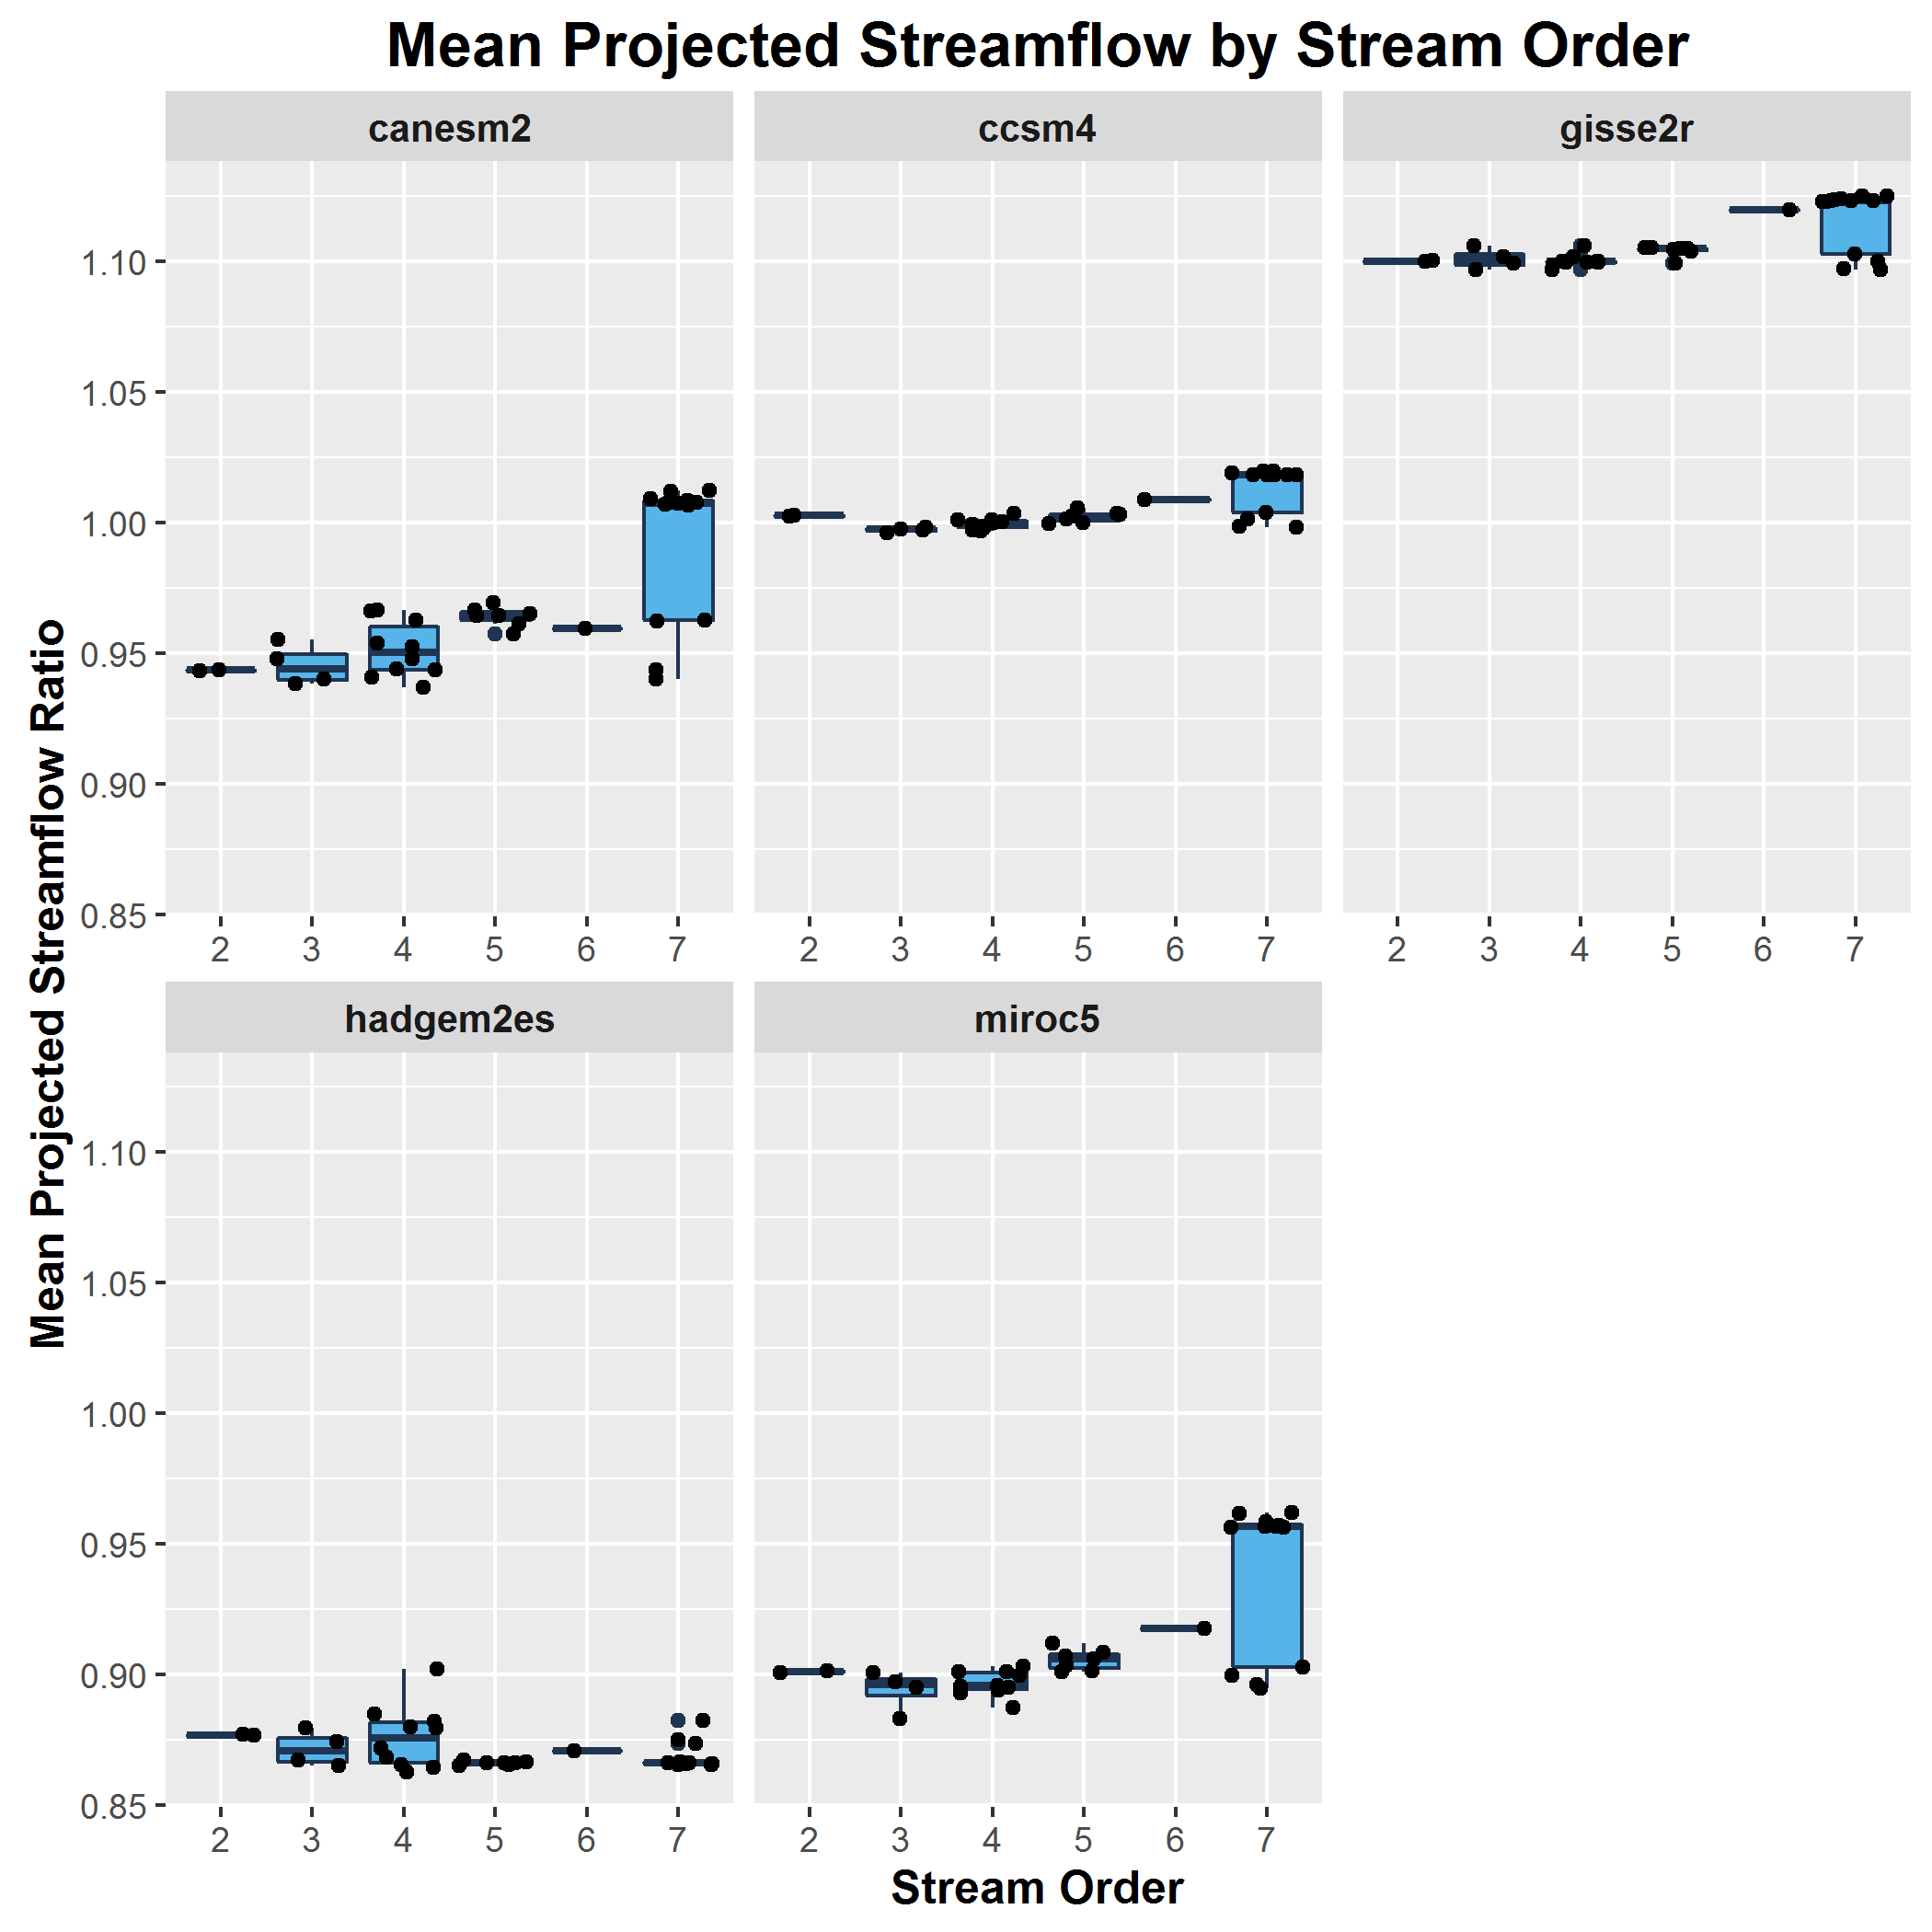 Mean Projected Streamflow by Stream Order
canesm2
ccsm4
gisse2r
1.10
1.05
1.00
0.95
0.90
0.85
2 3 4 5 6 7
2 3 4 5 6 7
2 3 4 5 6 7
Mean Projected Streamflow Ratio
hadgem2es
miroc5
1.10
1.05
1.00
0.95
0.90
0.85
2 3 4 5 6 7
2 3 4 5 6 7
Stream Order